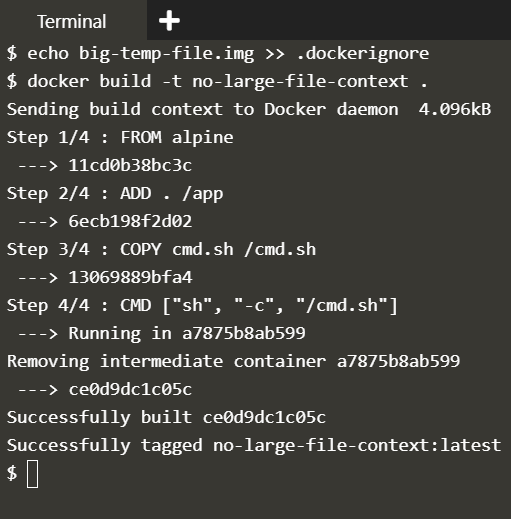 Terminal
$ echo big-temp-file.img >> .dockerignore
$ docker build -t no-large-file-context .
Sending build context to Docker daemon  4.096kB
Step 1/4 : FROM alpine
 ---> 11cd0b38bc3c
Step 2/4 : ADD . /app
 ---> 6ecb198f2d02
Step 3/4 : COPY cmd.sh /cmd.sh
 ---> 13069889bfa4
Step 4/4 : CMD ["sh", "-c", "/cmd.sh"]
 ---> Running in a7875b8ab599
Removing intermediate container a7875b8ab599
 ---> ce0d9dc1c05c
Successfully built ce0d9dc1c05c
Successfully tagged no-large-file-context:latest
$